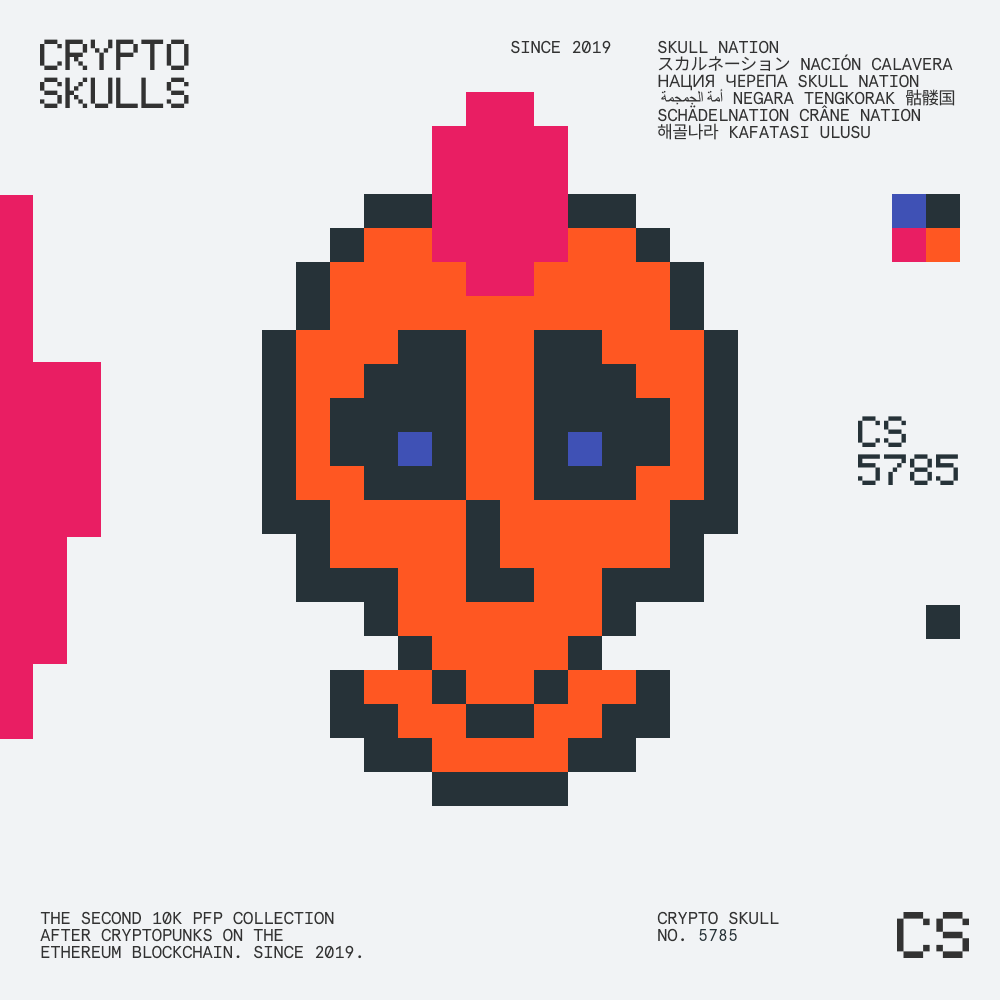 CRYPTO
SKULLS
SINCE 2019
SKULL NATION
スカルネーション NACIÓN CALAVERA
НАЦИЯ ЧЕРЕПА SKULL NATION
أمة الجمجمة NEGARA TENGKORAK 骷髅国
SCHÄDELNATION CRÂNE NATION
해골나라 KAFATASI ULUSU
CS
5785
THE SECOND 10K PFP COLLECTION
AFTER CRYPTOPUNKS ON THE
ETHEREUM BLOCKCHAIN. SINCE 2019.
CRYPTO SKULL
NO. 5785
CS